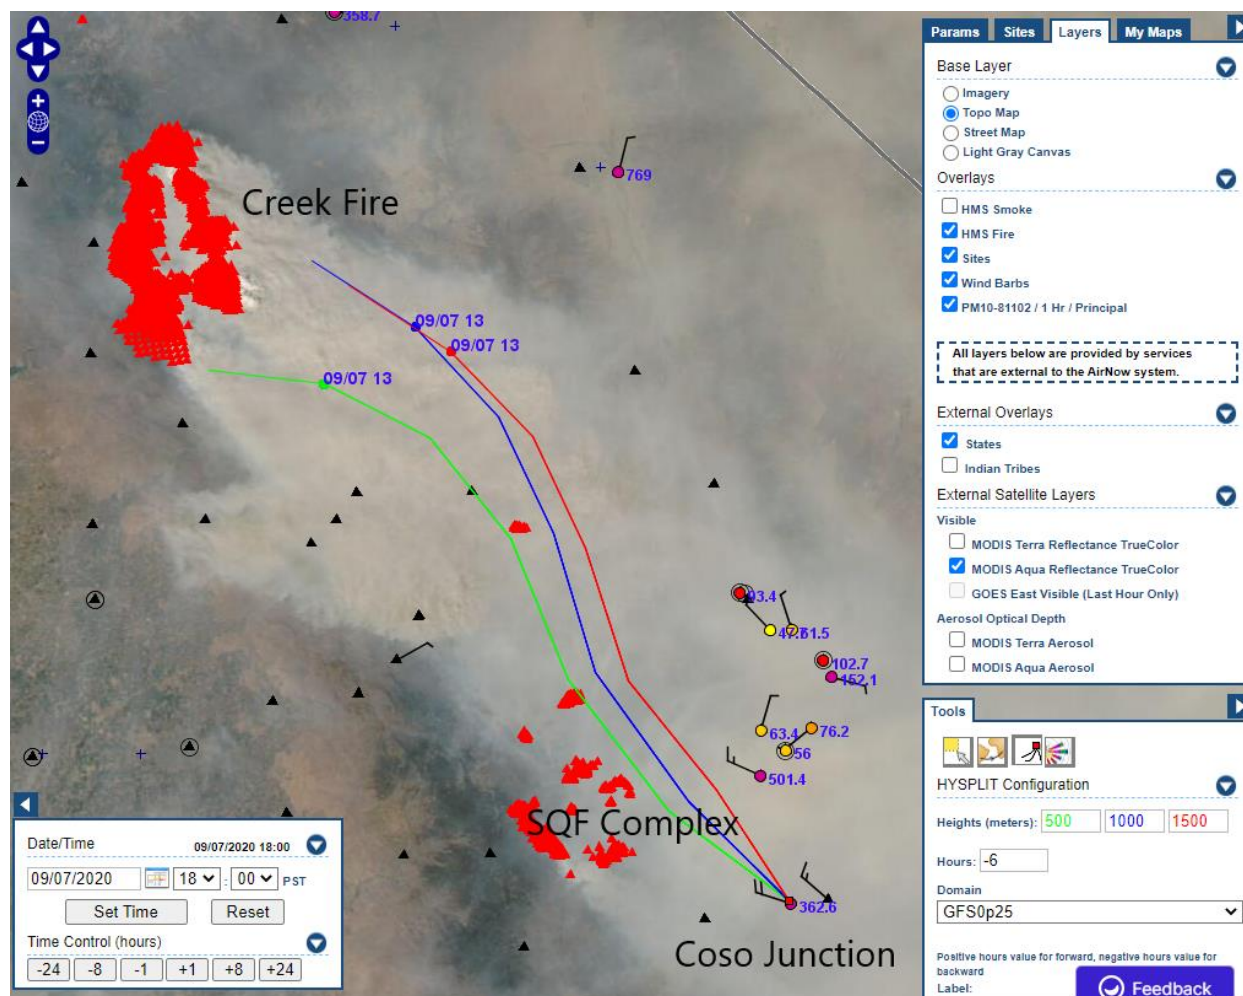 358.7
769
Creek Fire
09/07 13
09/07 13
09/07 13
93.4
51.5
102.7
152.1
63.4
76.2
56
501.4
SQF Complex
362.6
Coso Junction
Date/Time
09/07/2020 18:00
09/07/2020 18 : 00 PST
Set Time Reset
Time Control (hours)
-24 -8 -1 +1 +8 +24
Params Sites Layers My Maps
Base Layer
Imagery
Topo Map
Street Map
Light Gray Canvas
Overlays
HMS Smoke
HMS Fire
Sites
Wind Barbs
PM10-81102 / 1 Hr / Principal
All layers below are provided by services
that are external to the AirNow system.
External Overlays
States
Indian Tribes
External Satellite Layers
Visible
MODIS Terra Reflectance TrueColor
MODIS Aqua Reflectance TrueColor
GOES East Visible (Last Hour Only)
Aerosol Optical Depth
MODIS Terra Aerosol
MODIS Aqua Aerosol
Tools
HYSPLIT Configuration
Heights (meters): 500 1000 1500
Hours: -6
Domain
GFS0p25
Positive hours value for forward, negative hours value for
backward
Label:
Feedback